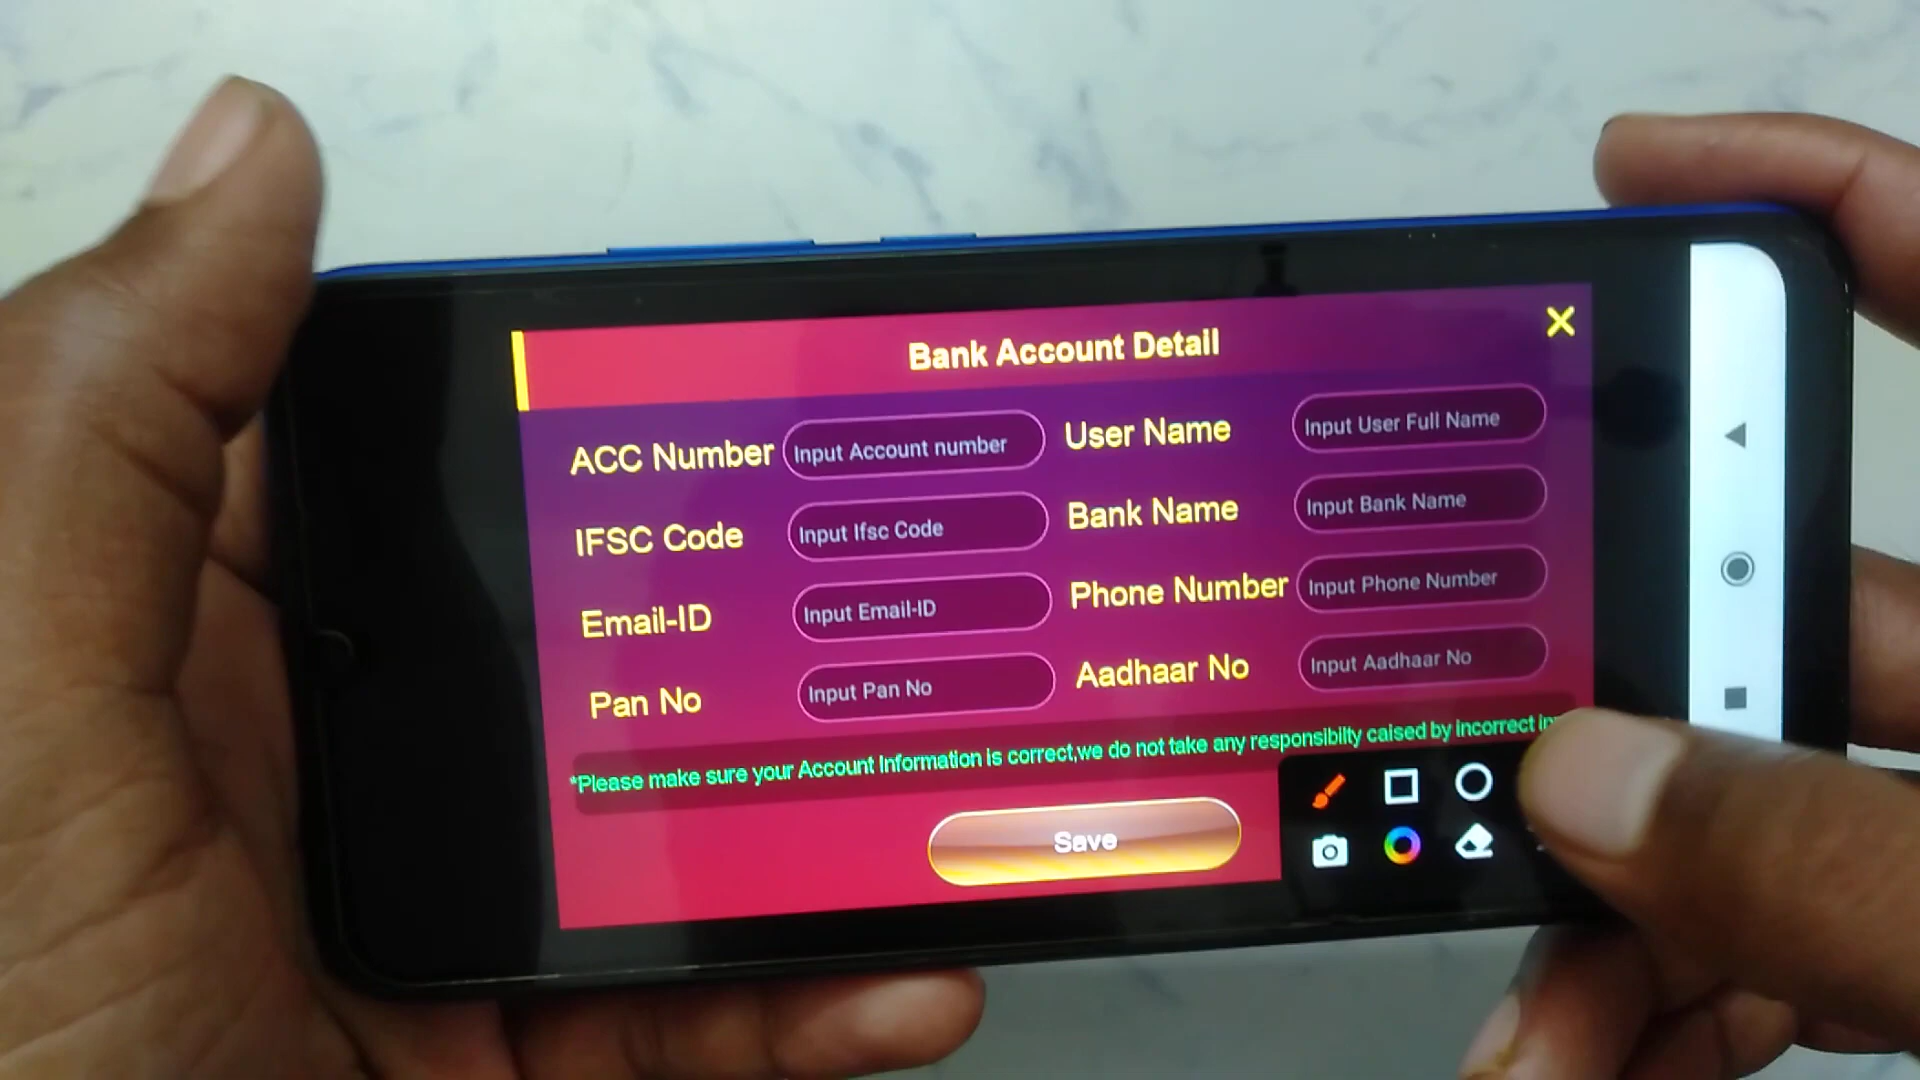 Bank Account Detail
ACC Number Input Account number User Name Input User Full Name
IFSC Code Input Ifsc Code Bank Name Input Bank Name
Email-ID Input Email-ID Phone Number Input Phone Number
Pan No Input Pan No Aadhaar No Input Aadhaar No
*Please make sure your Account Information is correct,we do not take any responsibilty caised by incorrect
Save